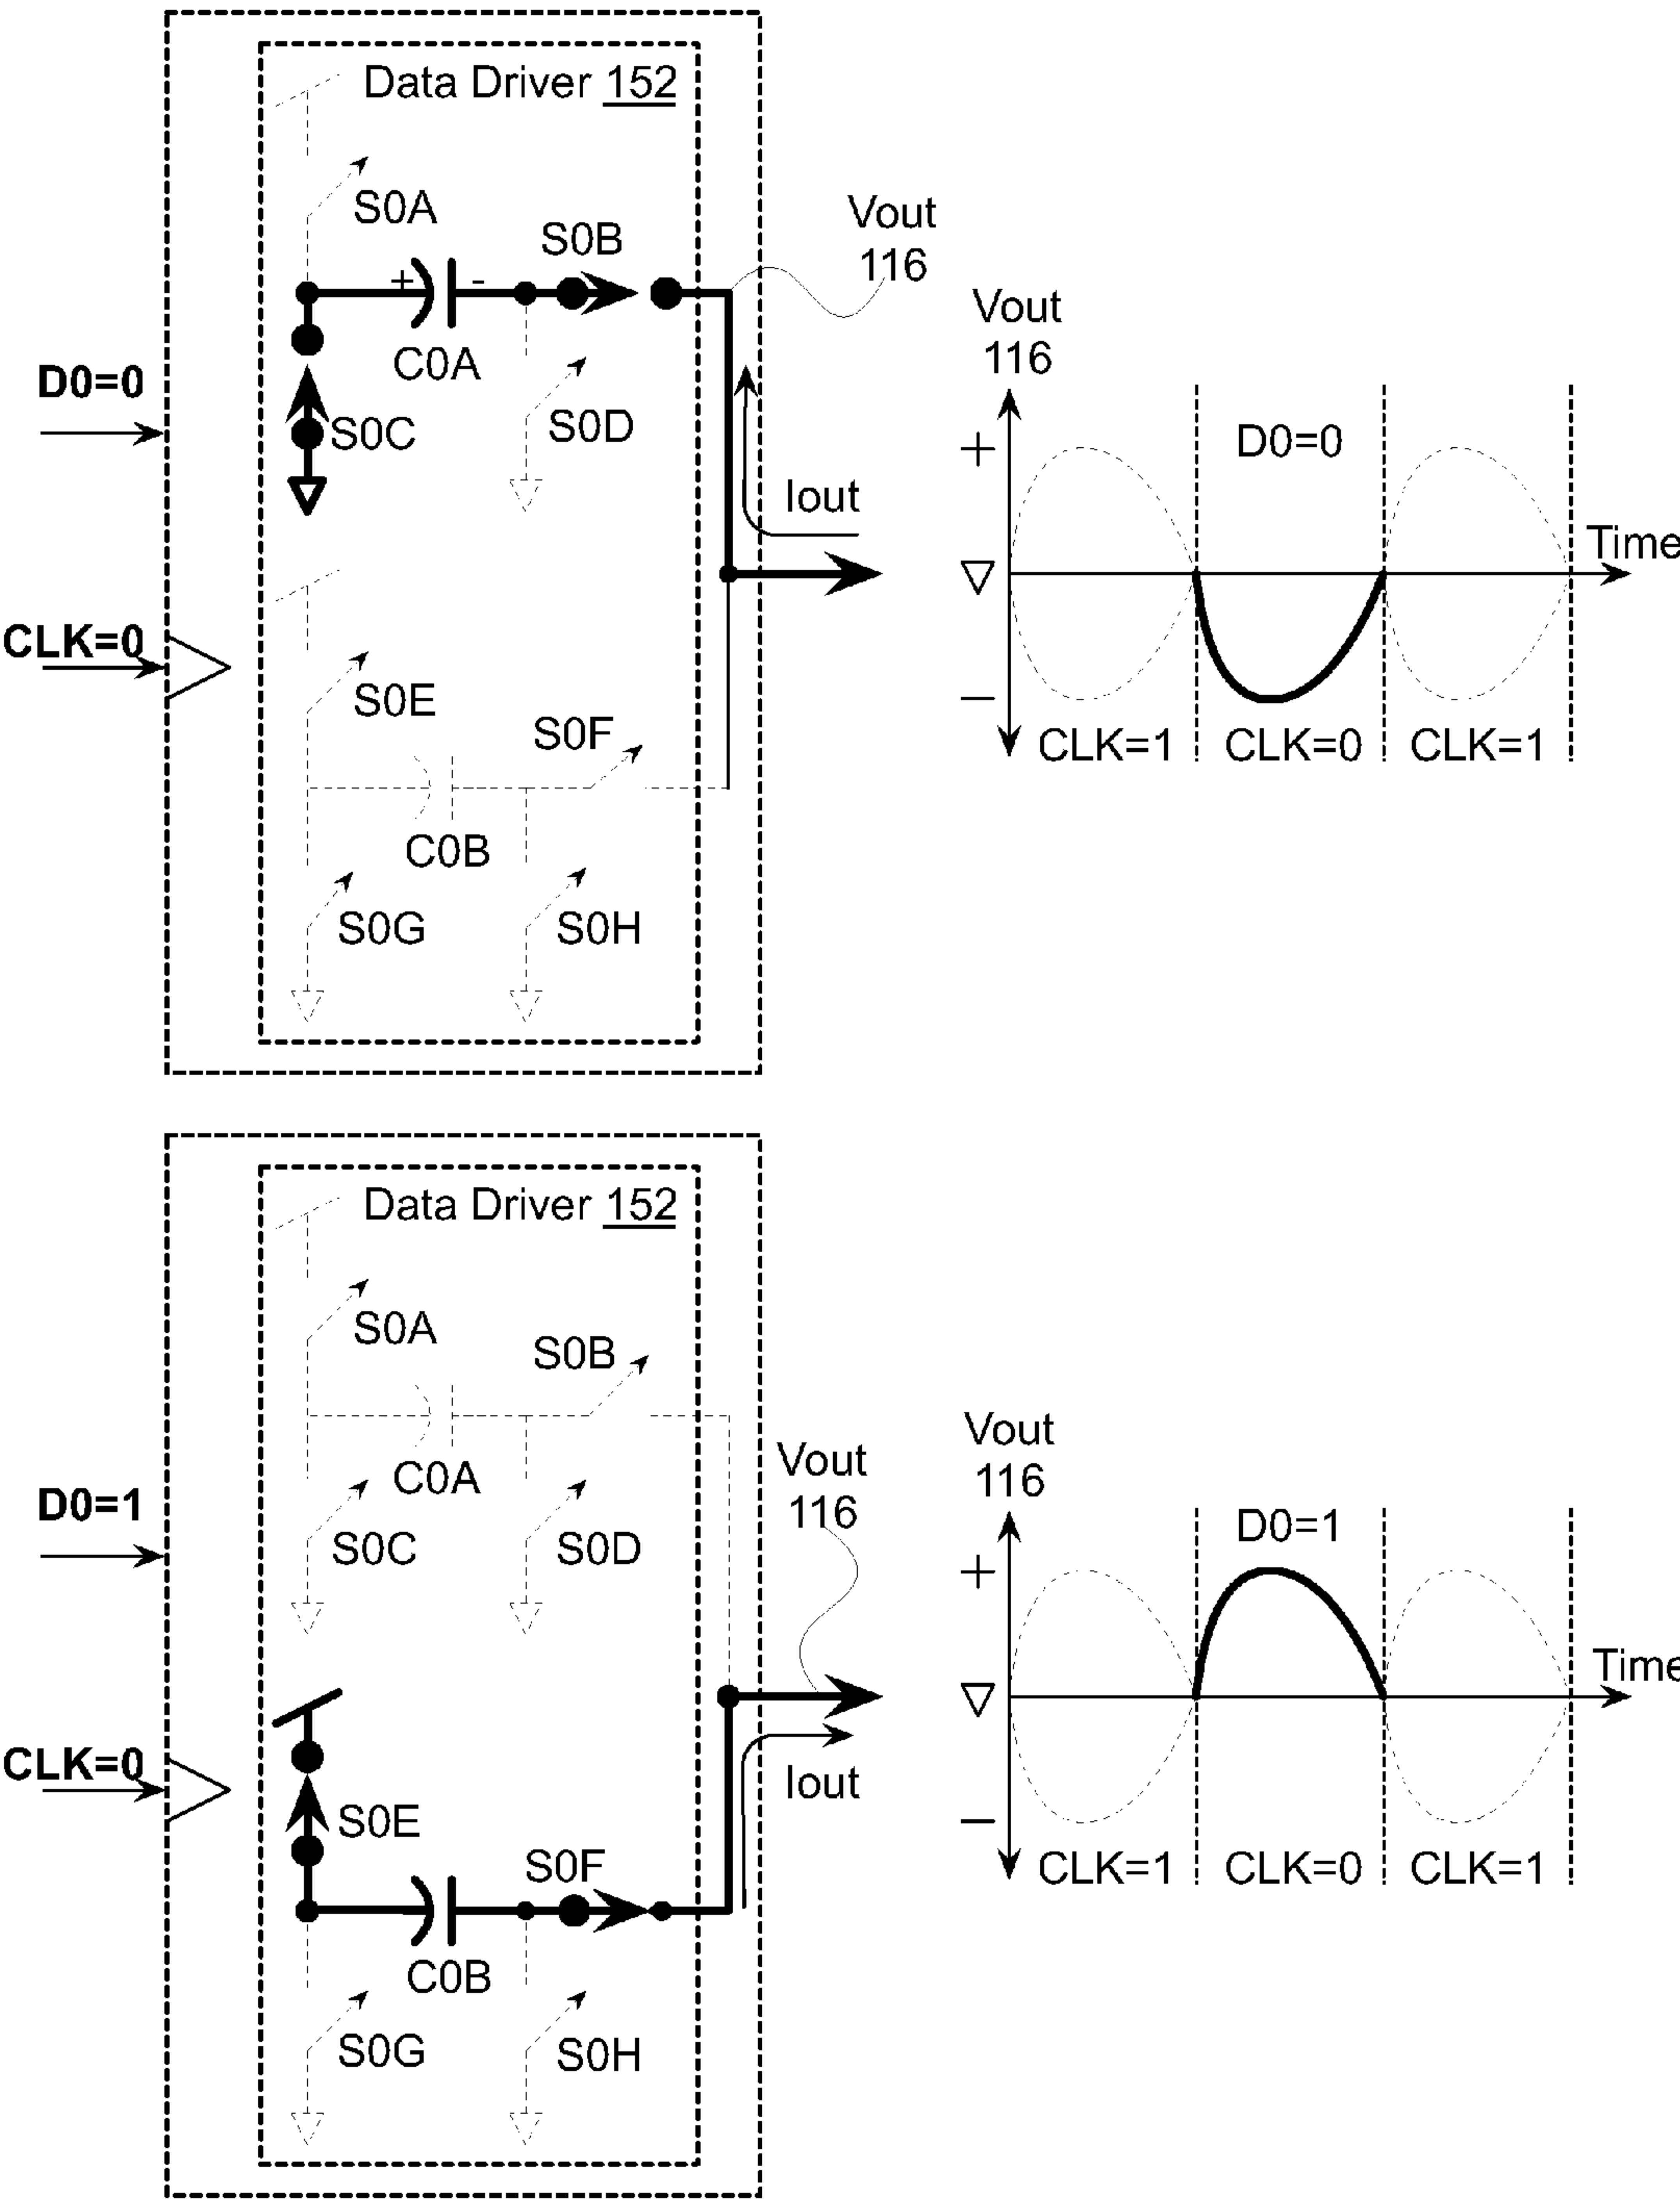 Data Driver 152
S0A
S0B
Vout
116
+ -
C0A
Vout
116
D0=0
S0C
S0D
+
D0=0
Iout
Time
CLK=0
S0E
S0F
−
CLK=1
CLK=0
CLK=1
C0B
S0G
S0H
Data Driver 152
S0A
S0B
Vout
116
C0A
Vout
116
D0=1
S0C
S0D
+
D0=1
Time
CLK=0
S0E
Iout
−
S0F
CLK=1
CLK=0
CLK=1
C0B
S0G
S0H